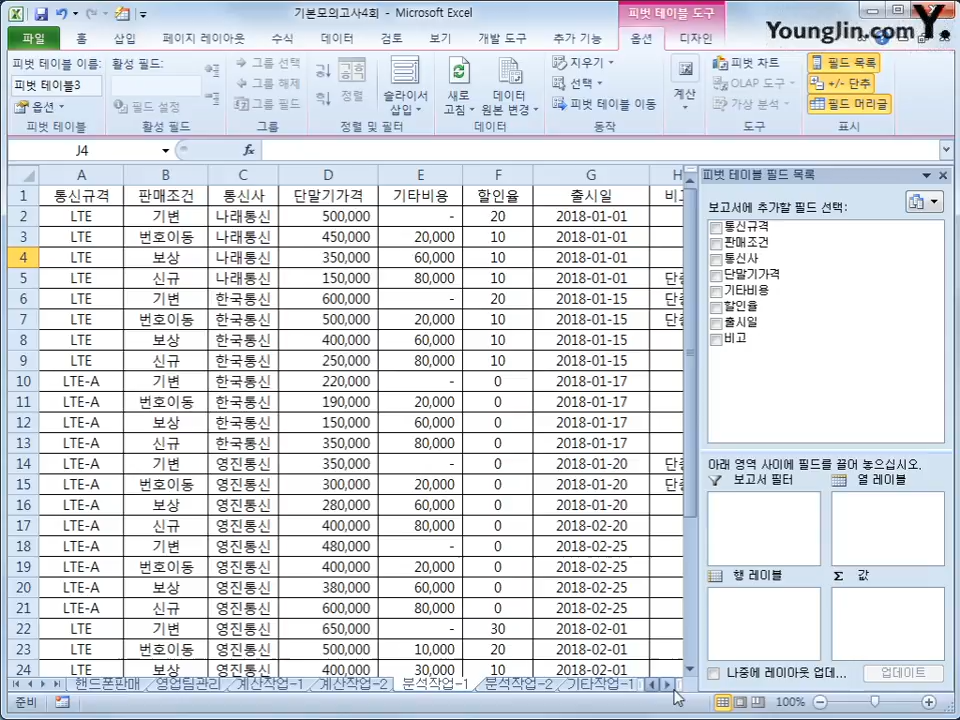 기본모의고사4회 - Microsoft Excel
피벗 테이블 도구
YoungJin.com
파일 홈 삽입 페이지 레이아웃 수식 데이터 검토 보기 개발 도구 추가 기능 옵션 디자인
피벗 테이블 이름:
피벗 테이블3
옵션
피벗 테이블
활성 필드:
필드 설정
활성 필드
그룹 선택
그룹 해제
그룹 필드
그룹
정렬
슬라이서 삽입
정렬 및 필터
새로 고침
데이터 원본 변경
데이터
지우기
선택
피벗 테이블 이동
동작
계산
피벗 차트
OLAP 도구
가상 분석
도구
필드 목록
+/- 단추
필드 머리글
표시
J4 fx
A B C D E F G H
1 통신규격 판매조건 통신사 단말기가격 기타비용 할인율 출시일
2 LTE 기변 나래통신 500,000 - 20 2018-01-01
3 LTE 번호이동 나래통신 450,000 20,000 10 2018-01-01
4 LTE 보상 나래통신 350,000 60,000 10 2018-01-01
5 LTE 신규 나래통신 150,000 80,000 10 2018-01-01
6 LTE 기변 한국통신 600,000 - 20 2018-01-15
7 LTE 번호이동 한국통신 500,000 20,000 10 2018-01-15
8 LTE 보상 한국통신 400,000 60,000 10 2018-01-15
9 LTE 신규 한국통신 250,000 80,000 10 2018-01-15
10 LTE-A 기변 한국통신 220,000 - 0 2018-01-17
11 LTE-A 번호이동 한국통신 190,000 20,000 0 2018-01-17
12 LTE-A 보상 한국통신 150,000 60,000 0 2018-01-17
13 LTE-A 신규 한국통신 350,000 80,000 0 2018-01-17
14 LTE-A 기변 영진통신 350,000 - 0 2018-01-20
15 LTE-A 번호이동 영진통신 300,000 20,000 0 2018-01-20
16 LTE-A 보상 영진통신 280,000 60,000 0 2018-01-20
17 LTE-A 신규 영진통신 400,000 80,000 0 2018-02-20
18 LTE-A 기변 영진통신 480,000 - 0 2018-02-25
19 LTE-A 번호이동 영진통신 400,000 20,000 0 2018-02-25
20 LTE-A 보상 영진통신 380,000 60,000 0 2018-02-25
21 LTE-A 신규 영진통신 600,000 80,000 0 2018-02-25
22 LTE 기변 영진통신 650,000 - 30 2018-02-01
23 LTE 번호이동 영진통신 500,000 10,000 20 2018-02-01
24 LTE 보상 영진통신 400,000 30,000 10 2018-02-01
핸드폰판매 영업팀관리 계산작업-1 계산작업-2 분석작업-1 분석작업-2 기타작업-1
피벗 테이블 필드 목록
보고서에 추가할 필드 선택:
통신규격
판매조건
통신사
단말기가격
기타비용
할인율
출시일
비고
아래 영역 사이에 필드를 끌어 놓으십시오.
보고서 필터 열 레이블
행 레이블 Σ 값
나중에 레이아웃 업데... 업데이트
준비 100%